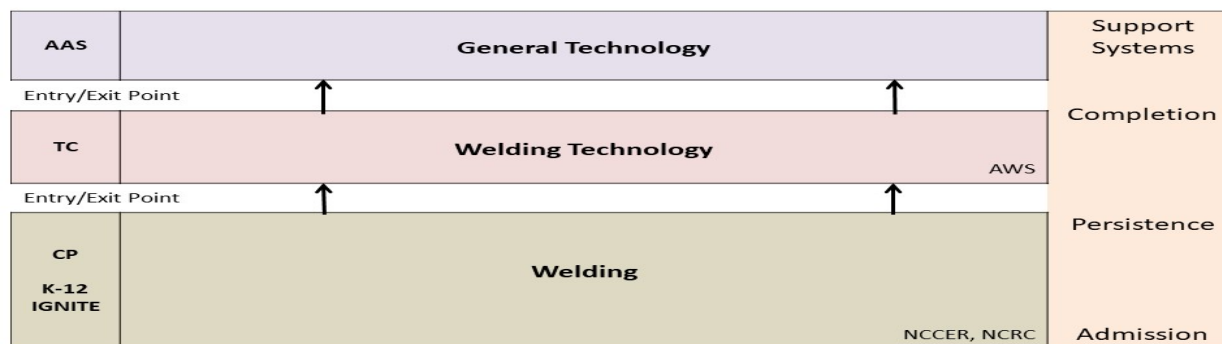 AAS
General Technology
Support
Systems
Entry/Exit Point
Completion
TC
Welding Technology
AWS
Entry/Exit Point
Persistence
CP
K-12
IGNITE
Welding
NCCER, NCRC
Admission